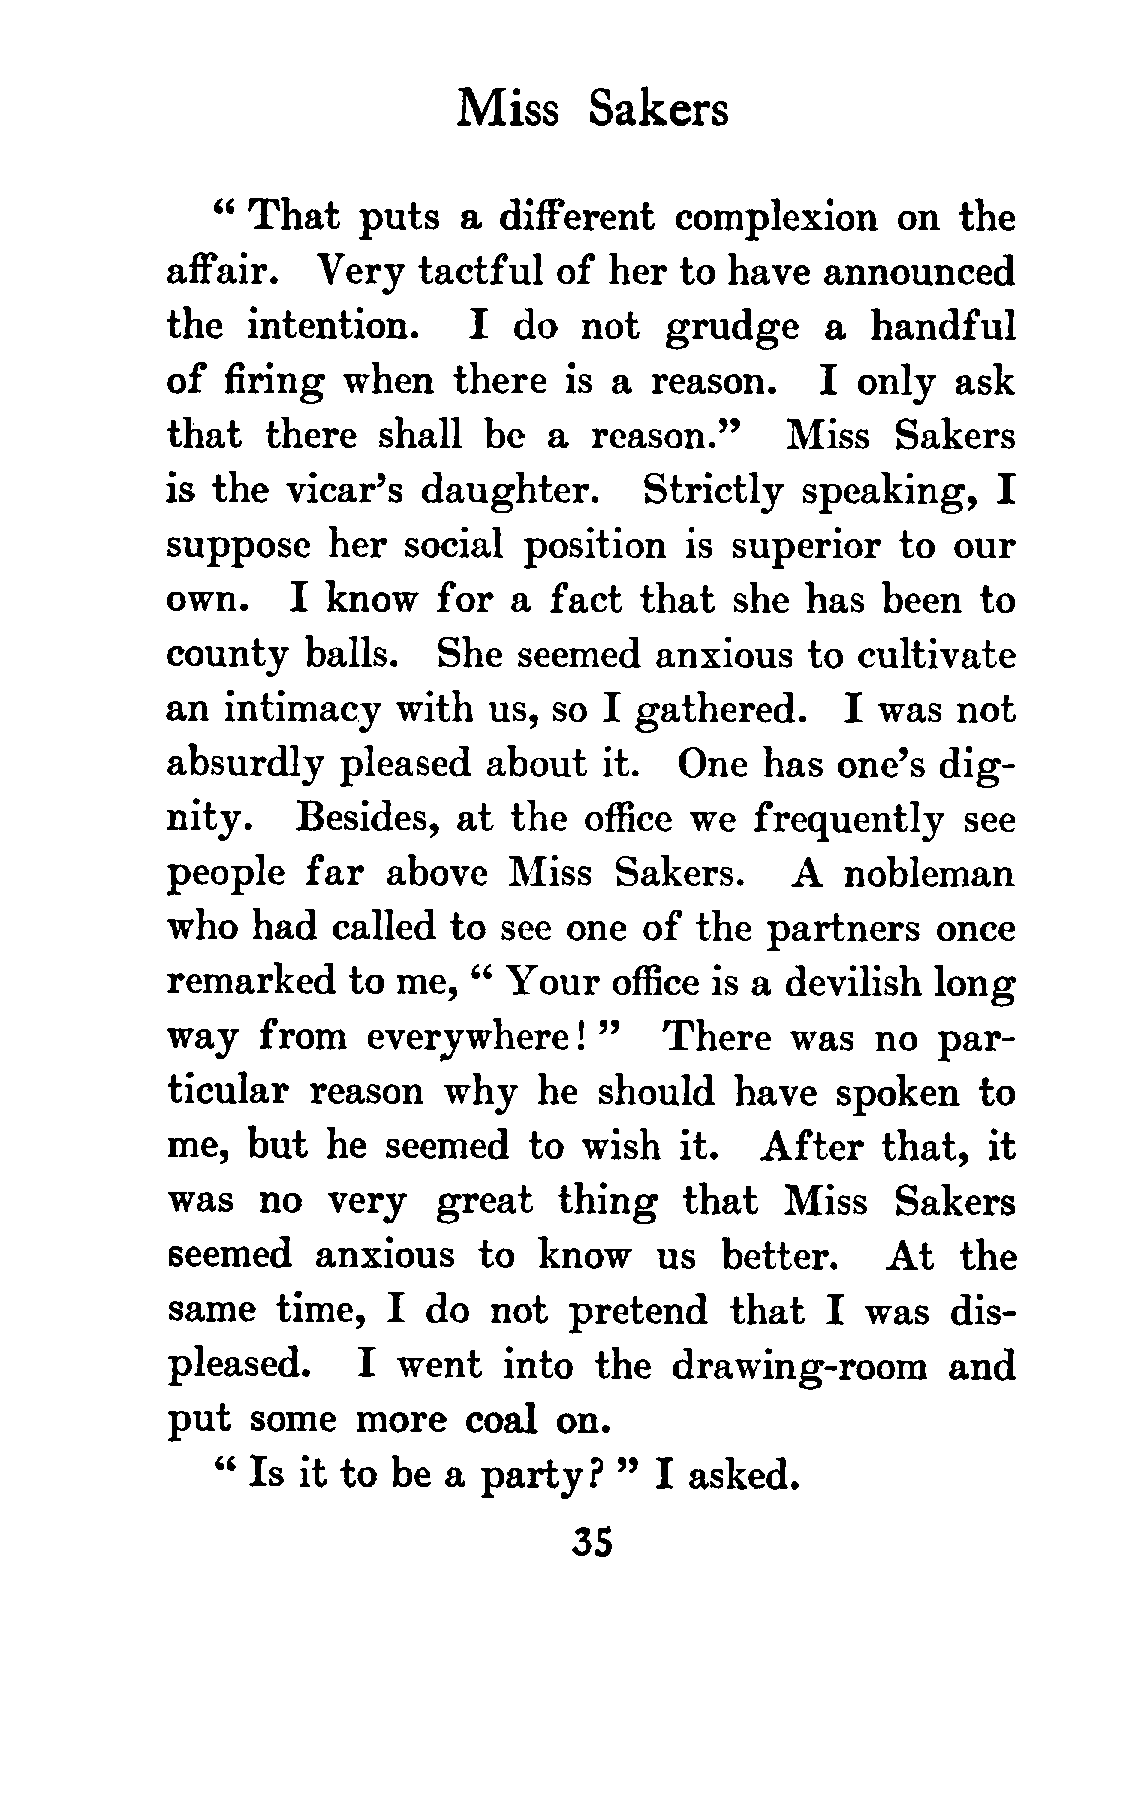 Miss Sakers
“ That puts a different complexion on the
affair. Very tactful of her to have announced
the intention. I do not grudge a handful
of firing when there is a reason. I only ask
that there shall be a reason.” Miss Sakers
is the vicar’s daughter. Strictly speaking, I
suppose her social position is superior to our
own. I know for a fact that she has been to
county balls. She seemed anxious to cultivate
an intimacy with us, so I gathered. I was not
absurdly pleased about it. One has one’s dig-
nity. Besides, at the office we frequently see
people far above Miss Sakers. A nobleman
who had called to see one of the partners once
remarked to me, “ Your office is a devilish long
way from everywhere! ” There was no par-
ticular reason why he should have spoken to
me, but he seemed to wish it. After that, it
was no very great thing that Miss Sakers
seemed anxious to know us better. At the
same time, I do not pretend that I was dis-
pleased. I went into the drawing-room and
put some more coal on.
“ Is it to be a party? ” I asked.
35